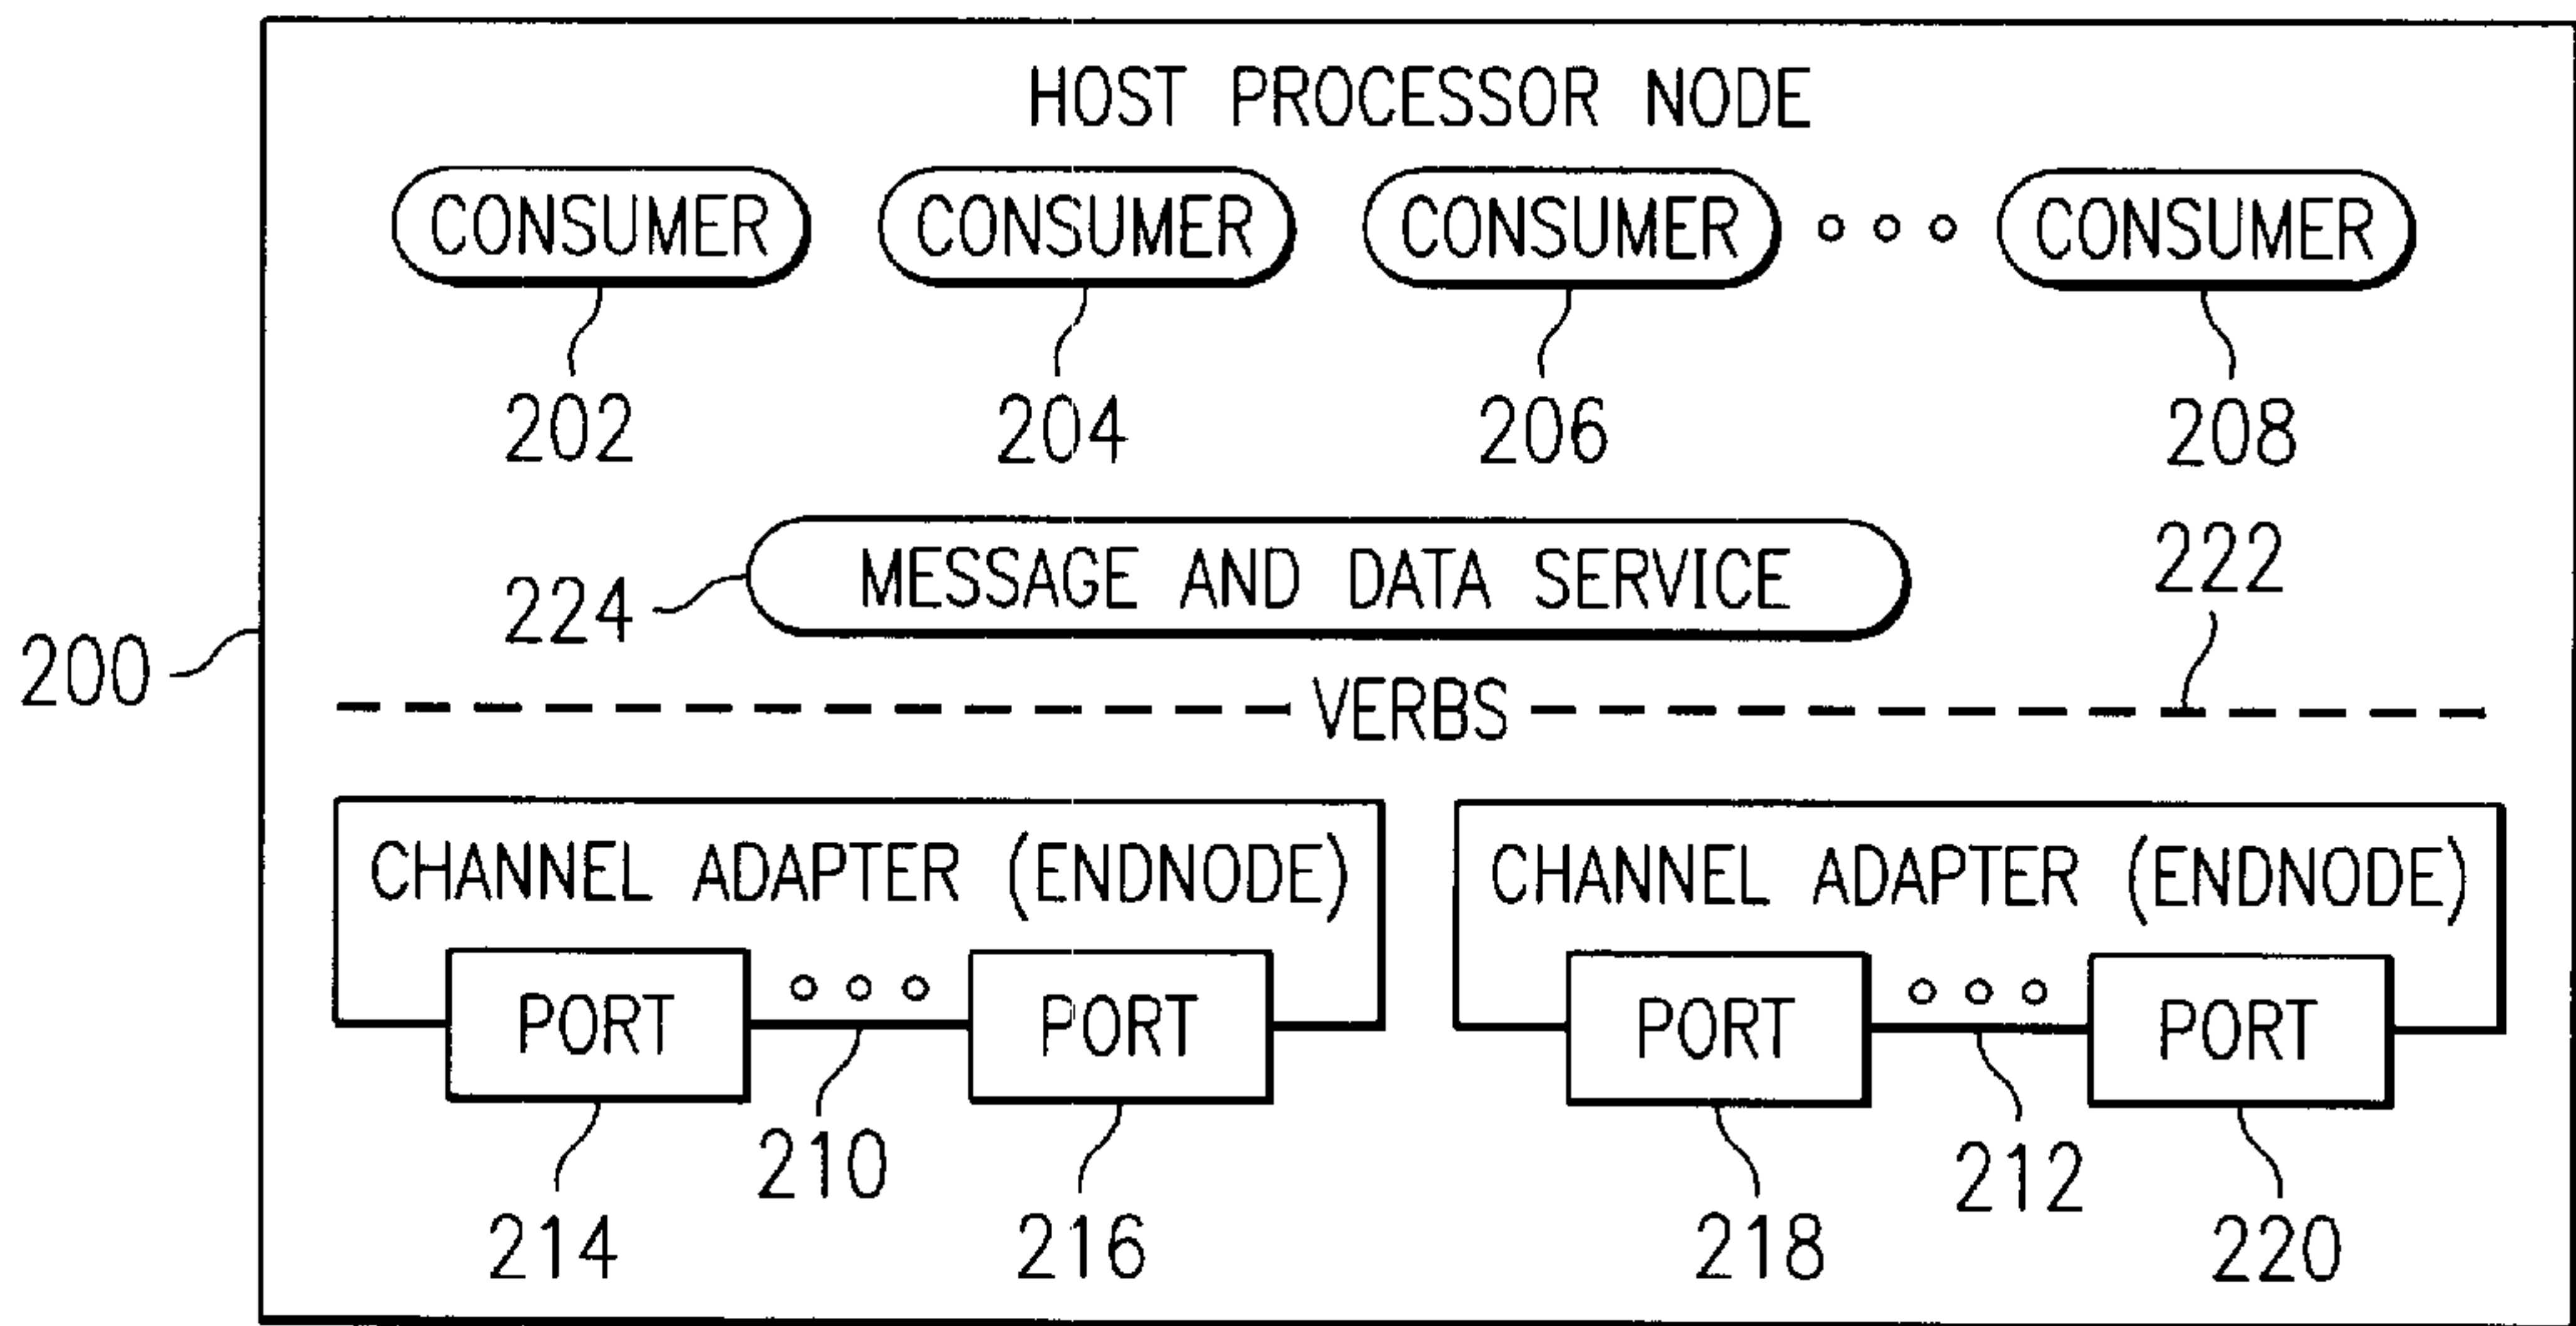 HOST PROCESSOR NODE
CONSUMER CONSUMER CONSUMER CONSUMER
202 204 206 208
MESSAGE AND DATA SERVICE
222
224
200
VERBS
CHANNEL ADAPTER (ENDNODE) CHANNEL ADAPTER (ENDNODE)
PORT PORT PORT PORT
210 212
214 216 218 220